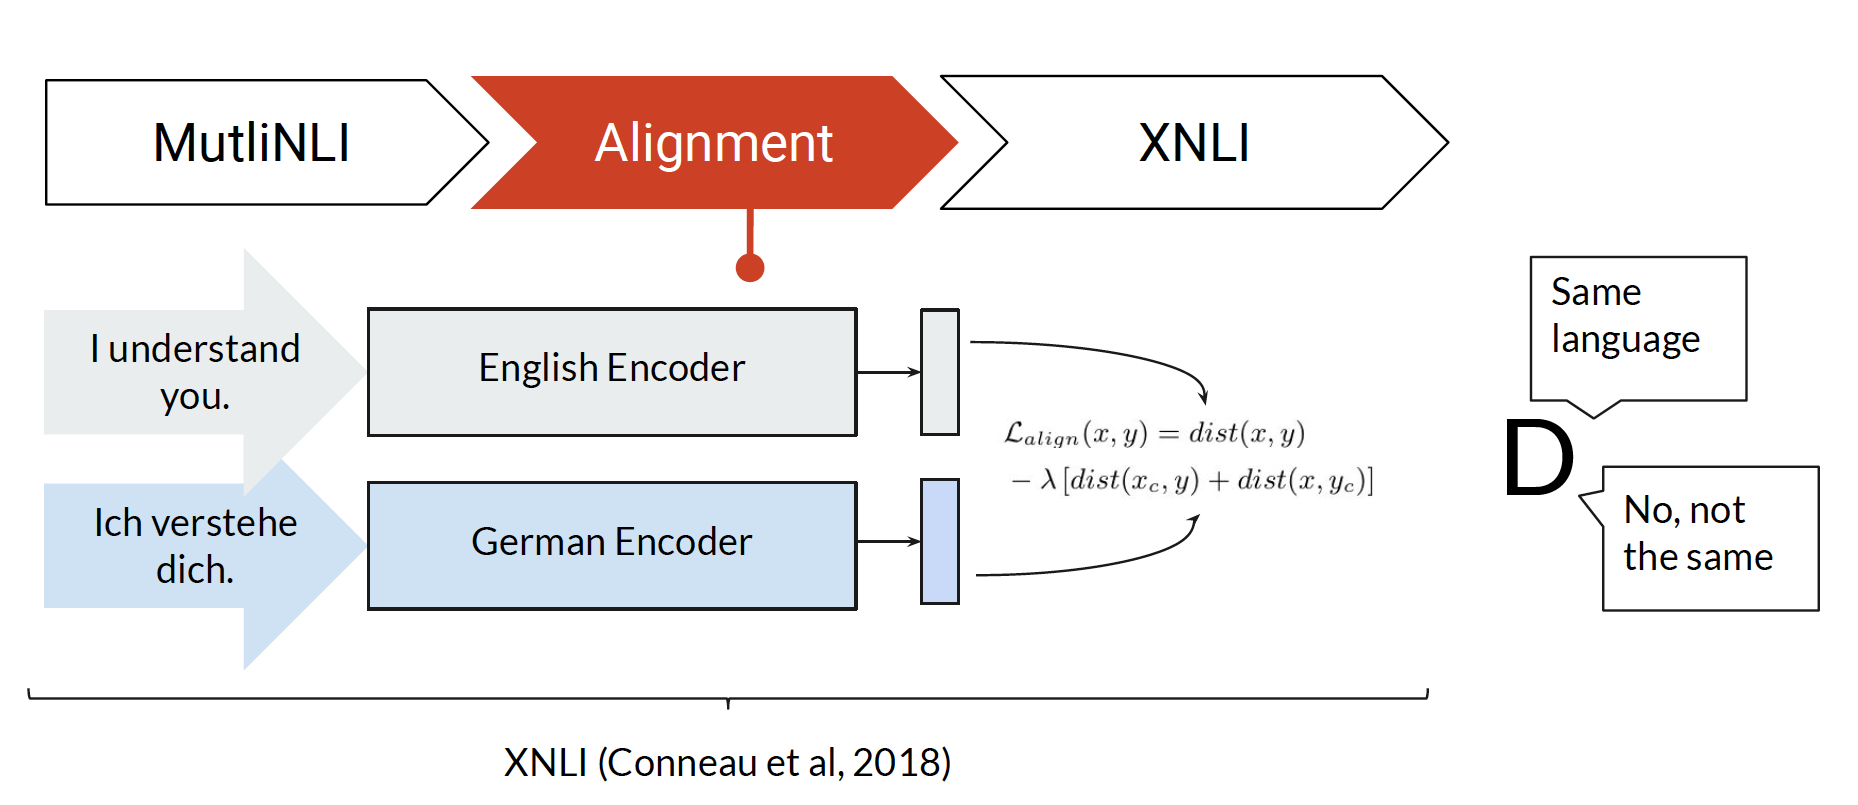 MutliNLI
Alignment
XNLI
I understand
you.
English Encoder
Ich verstehe
dich.
German Encoder
$\mathcal{L}_{align}(x, y) = dist(x, y)$
$- \lambda \, [dist(x_c, y) + dist(x, y_c)]$
Same
language
D
No, not
the same
XNLI (Conneau et al, 2018)